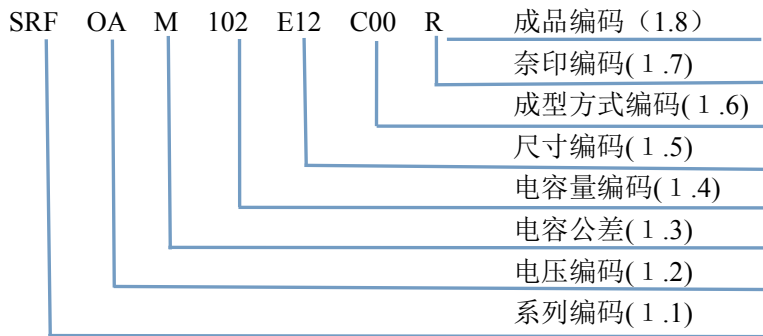 SRF OA M 102 E12 C00 R 成品编码（1.8）
奈印编码(１.7)
成型方式编码(１.6)
尺寸编码(１.5)
电容量编码(１.4)
电容公差(１.3)
电压编码(１.2)
系列编码(１.1)